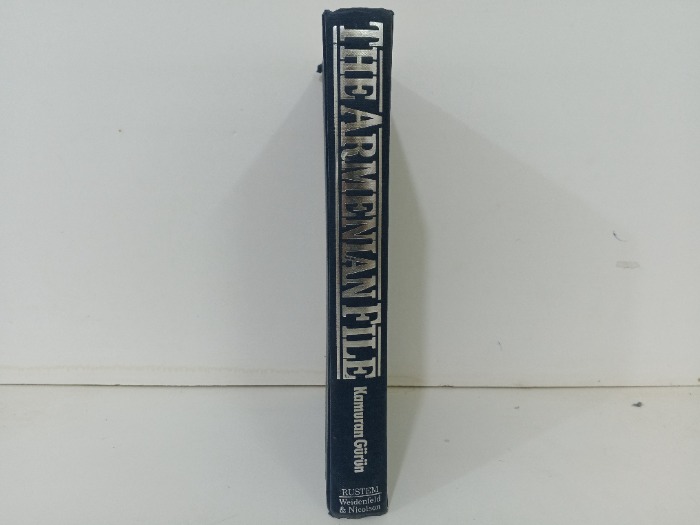 THE ARMENIAN FILE
Kamuran Gürün
RUSTEM
Weidenfeld
& Nicolson